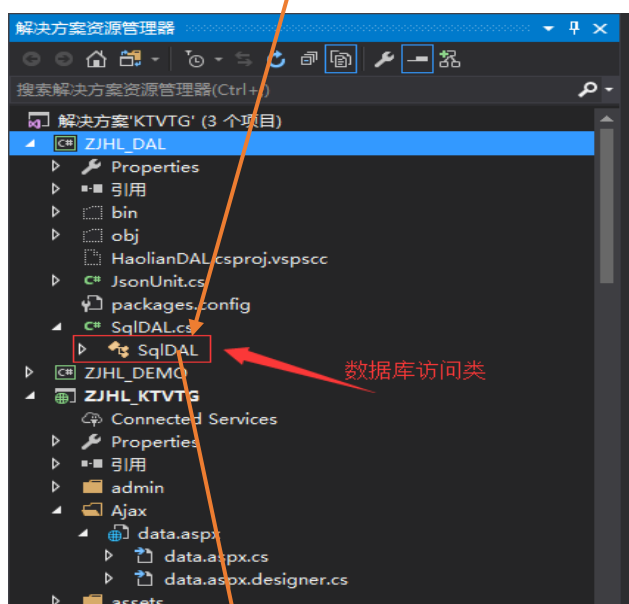 解决方案资源管理器
搜索解决方案资源管理器(Ctrl+;)
解决方案'KTVTG' (3 个项目)
ZJHL_DAL
Properties
引用
bin
obj
HaolianDAL.csproj.vspscc
JsonUnit.cs
packages.config
SqlDAL.cs
SqlDAL
数据库访问类
ZJHL_DEMO
ZJHL_KTVTG
Connected Services
Properties
引用
admin
Ajax
data.aspx
data.aspx.cs
data.aspx.designer.cs
assets